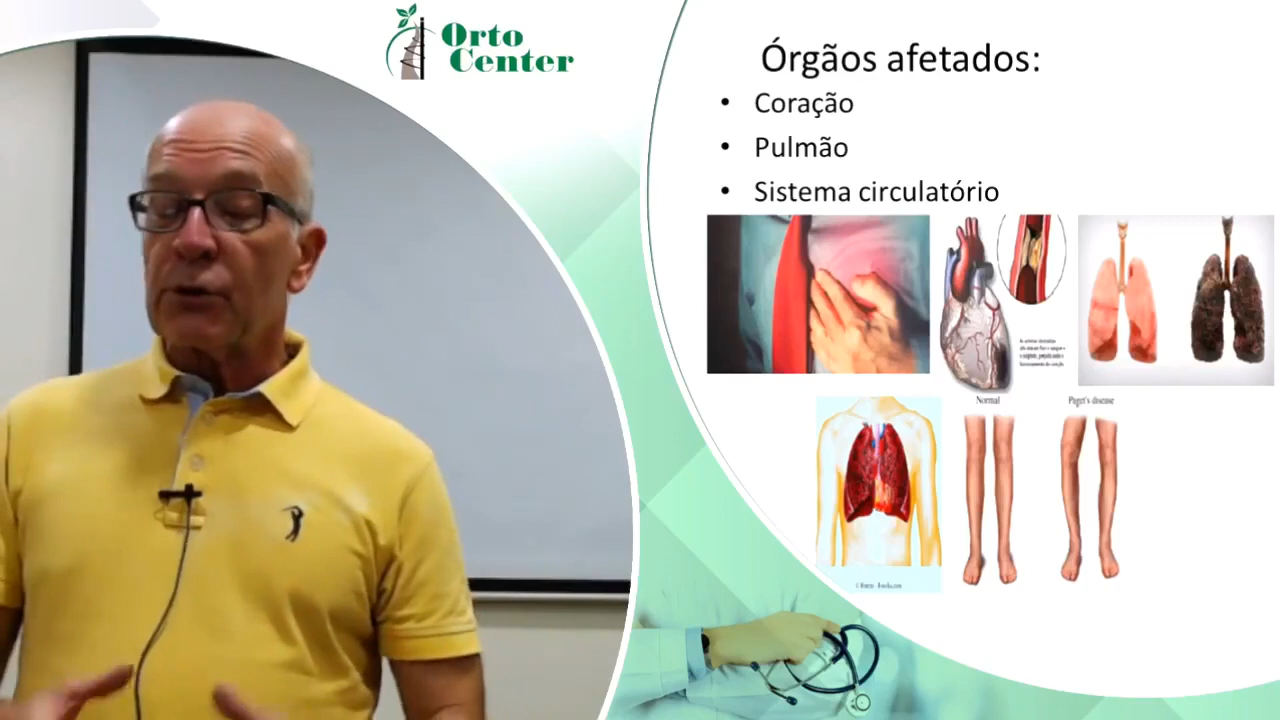 Orto
Center
Órgãos afetados:
• Coração
• Pulmão
• Sistema circulatório
Normal
Paget's disease